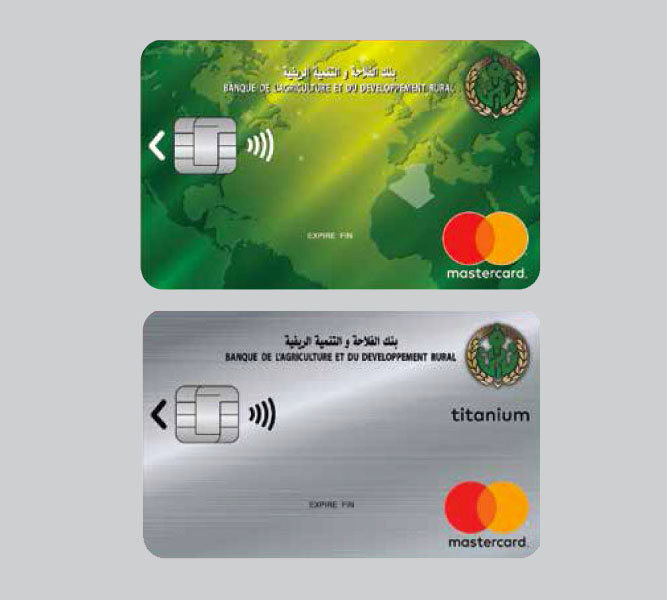 بنك الفلاحة و التنمية الريفية
BANQUE DE L'AGRICULTURE ET DU DEVELOPPEMENT RURAL
EXPIRE FIN
mastercard.
بنك الفلاحة و التنمية الريفية
BANQUE DE L'AGRICULTURE ET DU DEVELOPPEMENT RURAL
titanium
EXPIRE FIN
mastercard.